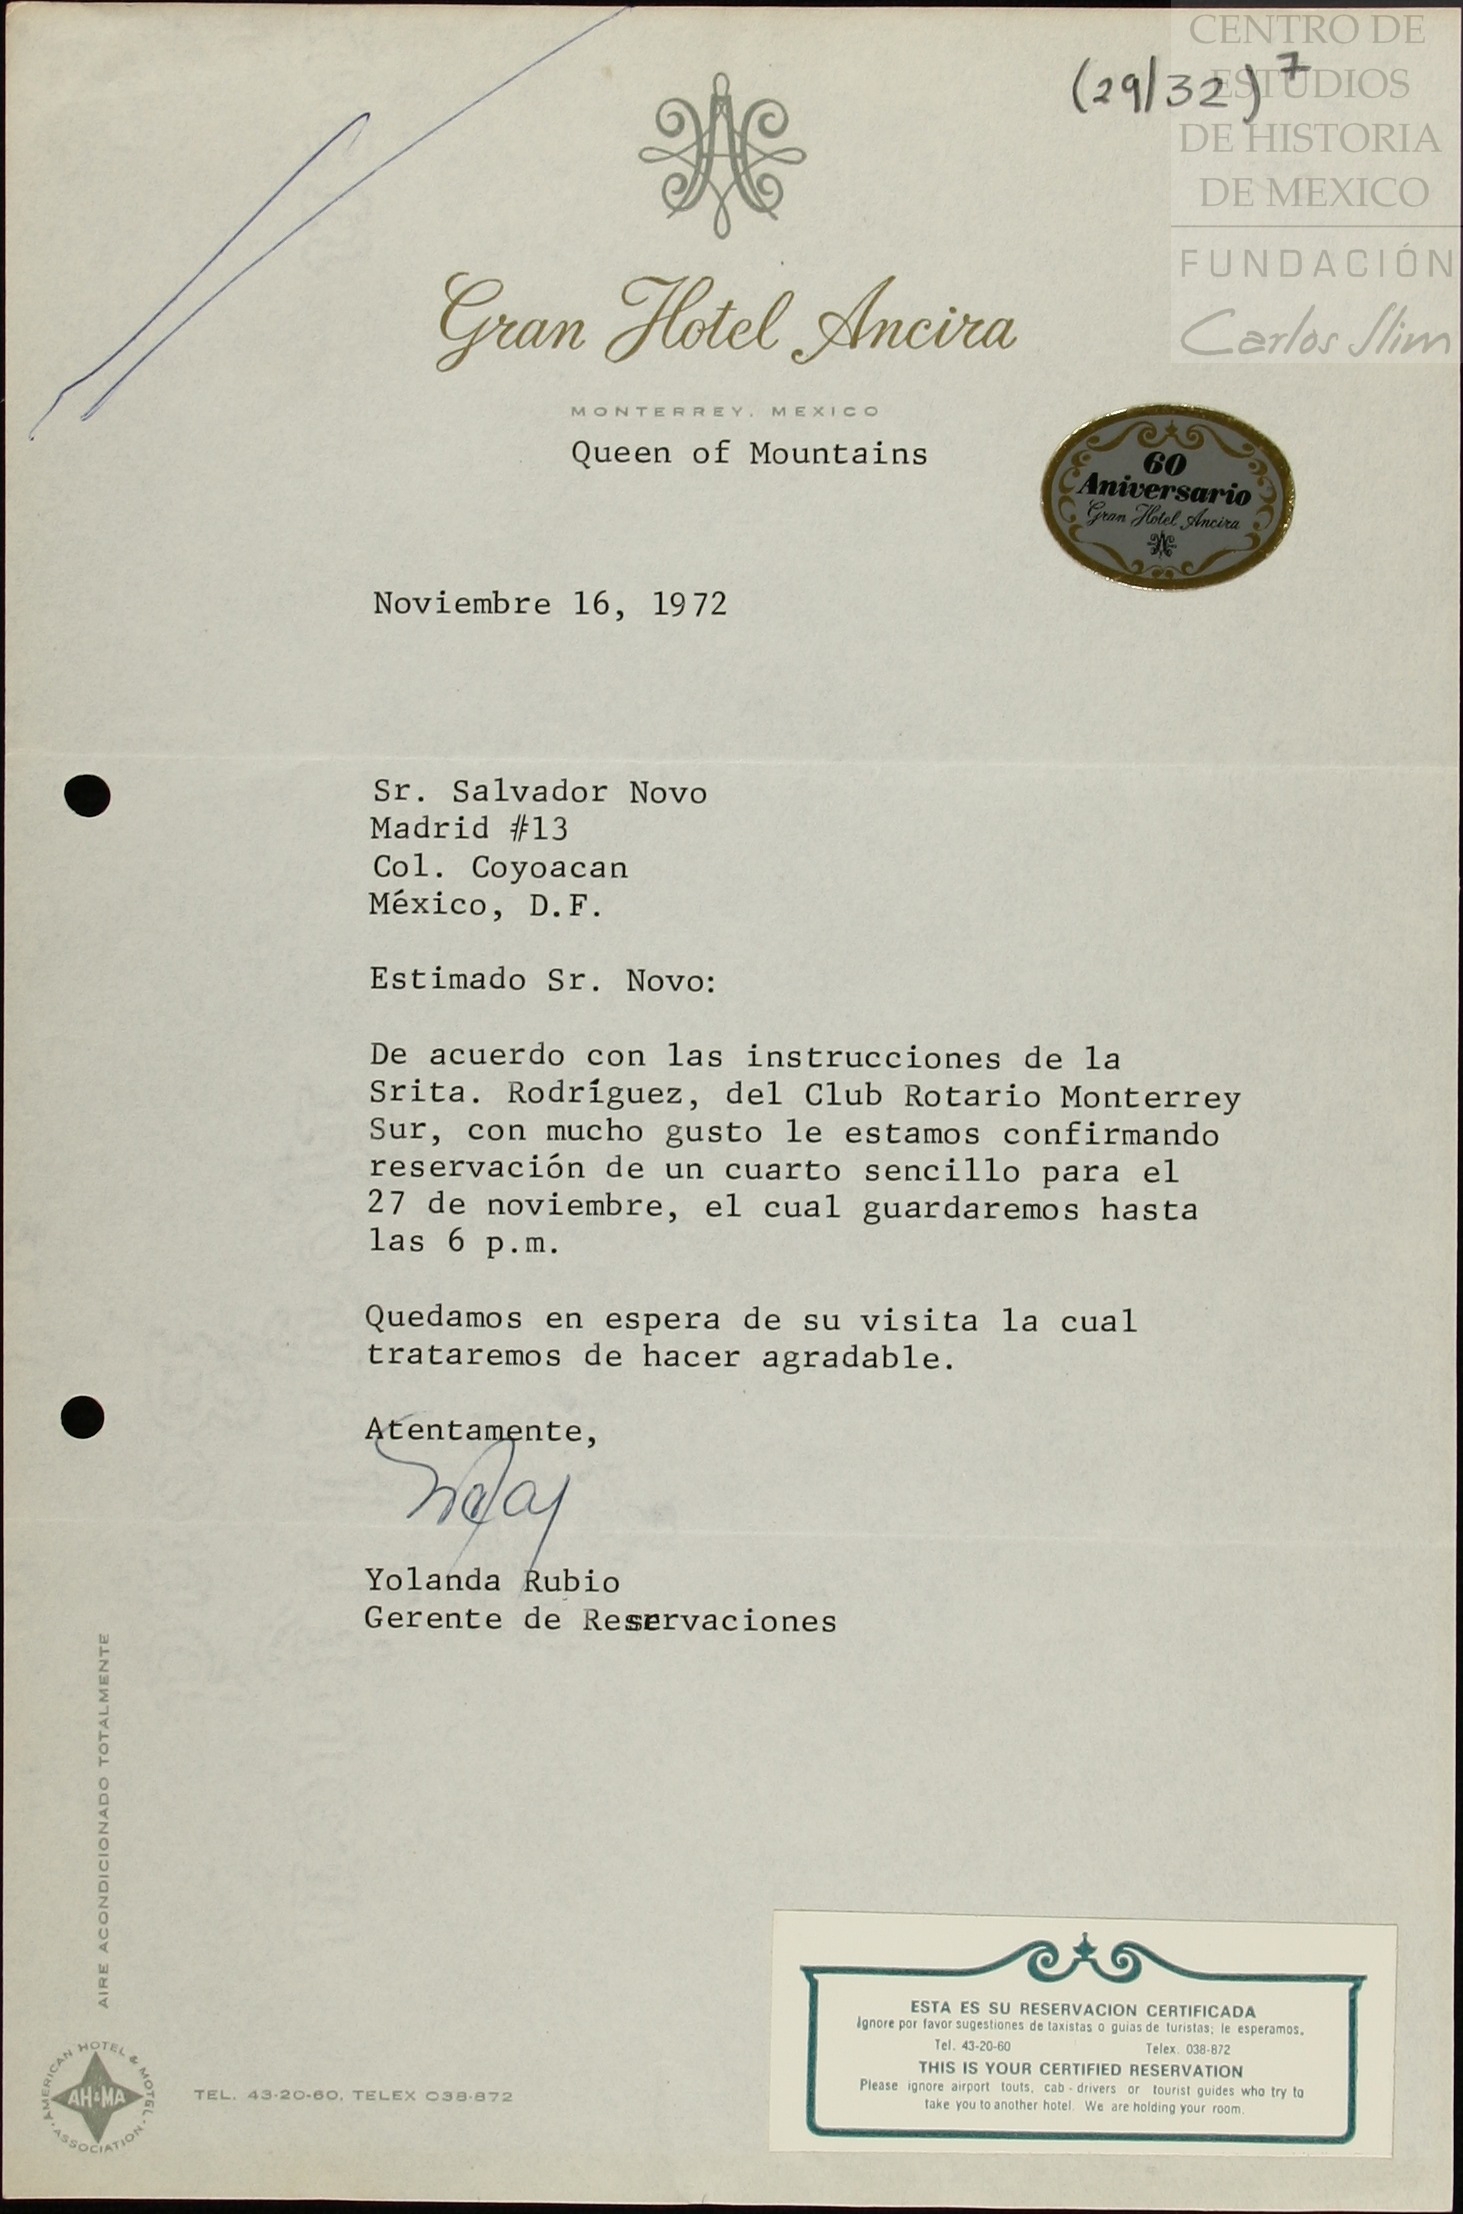 CENTRO DE
ESTUDIOS
DE HISTORIA
DE MEXICO
FUNDACIÓN
Carlos Slim
(29/32) 7
Gran Hotel Ancira
MONTERREY, MEXICO
Queen of Mountains
60
Aniversario
Gran Hotel Ancira
Noviembre 16, 1972
Sr. Salvador Novo
Madrid #13
Col. Coyoacan
México, D.F.
Estimado Sr. Novo:
De acuerdo con las instrucciones de la
Srita. Rodríguez, del Club Rotario Monterrey
Sur, con mucho gusto le estamos confirmando
reservación de un cuarto sencillo para el
27 de noviembre, el cual guardaremos hasta
las 6 p.m.
Quedamos en espera de su visita la cual
trataremos de hacer agradable.
Atentamente,
Yolanda Rubio
Gerente de Reservaciones
AIRE ACONDICIONADO TOTALMENTE
AMERICAN HOTEL & MOTEL ASSOCIATION
AH&MA
TEL. 43-20-60, TELEX 038-872
ESTA ES SU RESERVACION CERTIFICADA
Ignore por favor sugestiones de taxistas o guias de turistas; le esperamos.
Tel. 43-20-60 Telex. 038-872
THIS IS YOUR CERTIFIED RESERVATION
Please ignore airport touts, cab-drivers or tourist guides who try to
take you to another hotel. We are holding your room.